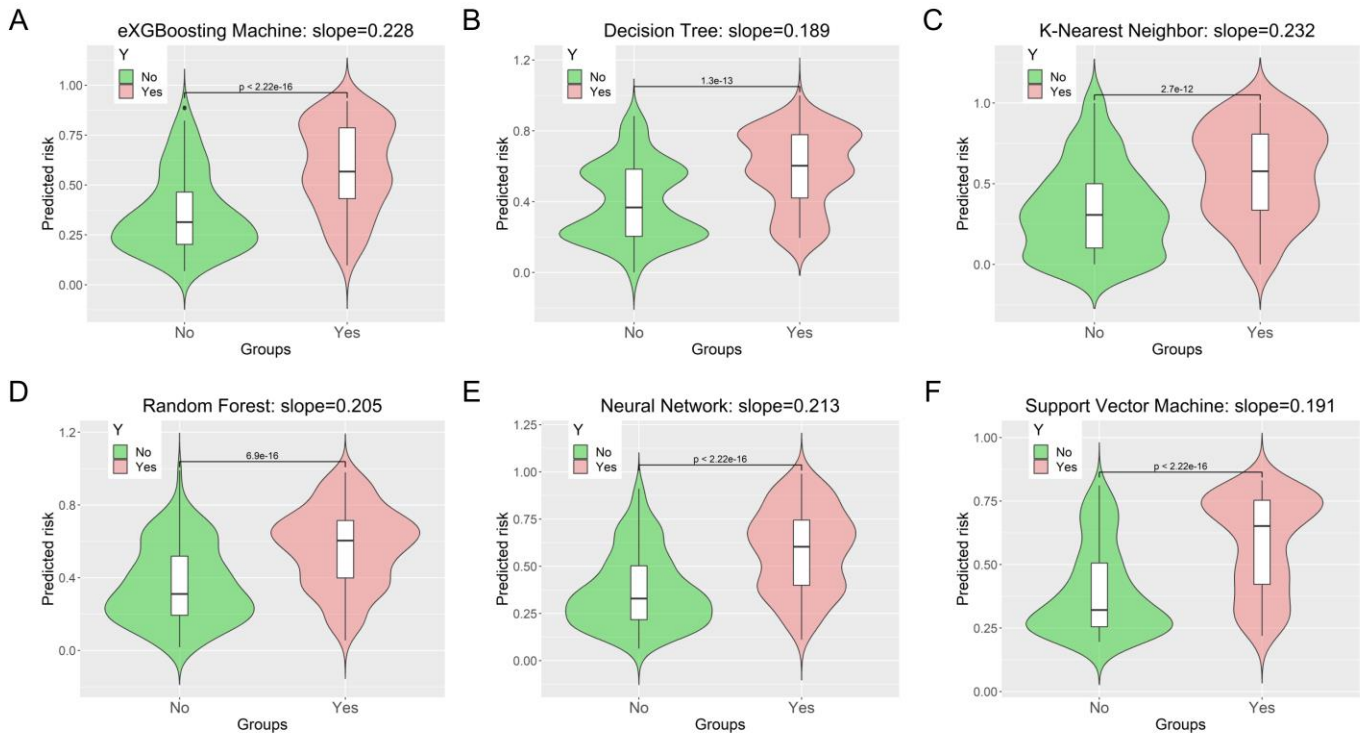 A
eXGBoosting Machine: slope=0.228
Y
No
Yes
p < 2.22e-16
1.00
0.75
0.50
0.25
0.00
Predicted risk
No
Yes
Groups
B
Decision Tree: slope=0.189
Y
No
Yes
1.3e-13
1.2
0.8
0.4
0.0
Predicted risk
No
Yes
Groups
C
K-Nearest Neighbor: slope=0.232
Y
No
Yes
2.7e-12
1.0
0.5
0.0
Predicted risk
No
Yes
Groups
D
Random Forest: slope=0.205
Y
No
Yes
6.9e-16
1.2
0.8
0.4
0.0
Predicted risk
No
Yes
Groups
E
Neural Network: slope=0.213
Y
No
Yes
p < 2.22e-16
1.25
1.00
0.75
0.50
0.25
0.00
Predicted risk
No
Yes
Groups
F
Support Vector Machine: slope=0.191
Y
No
Yes
p < 2.22e-16
1.00
0.75
0.50
0.25
0.00
Predicted risk
No
Yes
Groups